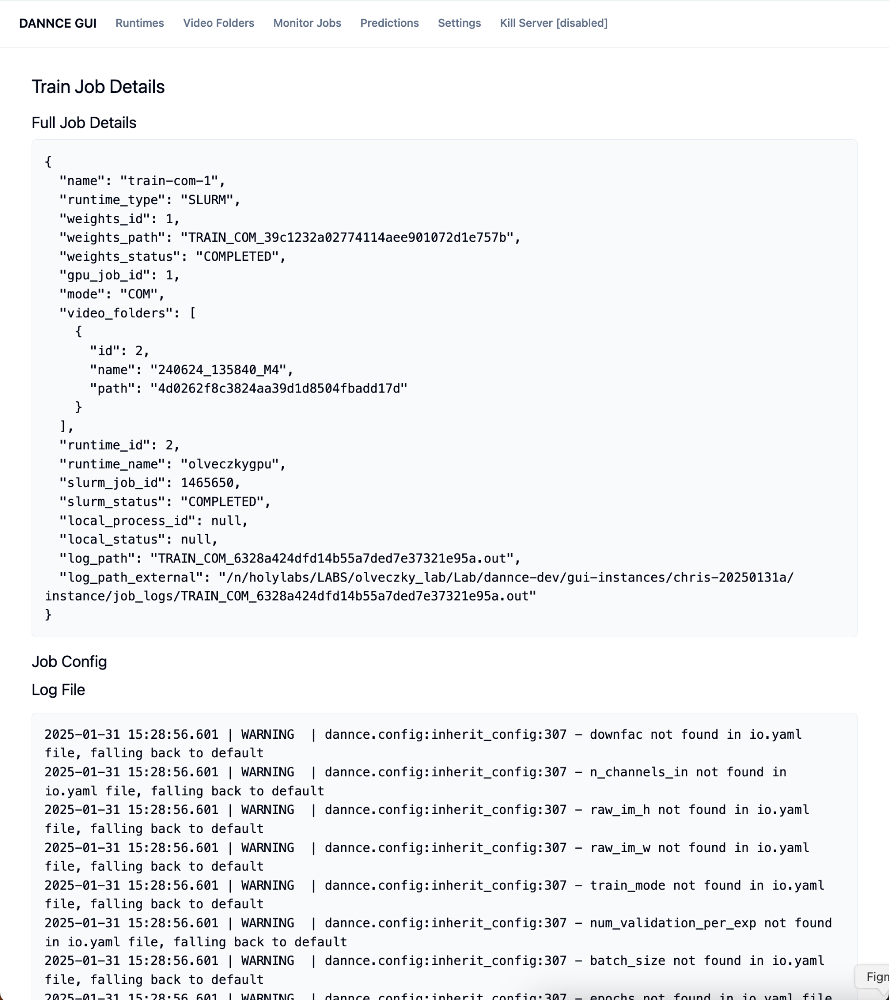 DANNCE GUI Runtimes Video Folders Monitor Jobs Predictions Settings Kill Server [disabled]
Train Job Details
Full Job Details
{
  "name": "train-com-1",
  "runtime_type": "SLURM",
  "weights_id": 1,
  "weights_path": "TRAIN_COM_39c1232a02774114aee901072d1e757b",
  "weights_status": "COMPLETED",
  "gpu_job_id": 1,
  "mode": "COM",
  "video_folders": [
    {
      "id": 2,
      "name": "240624_135840_M4",
      "path": "4d0262f8c3824aa39d1d8504fbadd17d"
    }
  ],
  "runtime_id": 2,
  "runtime_name": "olveczkygpu",
  "slurm_job_id": 1465650,
  "slurm_status": "COMPLETED",
  "local_process_id": null,
  "local_status": null,
  "log_path": "TRAIN_COM_6328a424dfd14b55a7ded7e37321e95a.out",
  "log_path_external": "/n/holylabs/LABS/olveczky_lab/Lab/dannce-dev/gui-instances/chris-20250131a/
instance/job_logs/TRAIN_COM_6328a424dfd14b55a7ded7e37321e95a.out"
}
Job Config
Log File
2025-01-31 15:28:56.601 | WARNING  | dannce.config:inherit_config:307 - downfac not found in io.yaml
file, falling back to default
2025-01-31 15:28:56.601 | WARNING  | dannce.config:inherit_config:307 - n_channels_in not found in
io.yaml file, falling back to default
2025-01-31 15:28:56.601 | WARNING  | dannce.config:inherit_config:307 - raw_im_h not found in io.yaml
file, falling back to default
2025-01-31 15:28:56.601 | WARNING  | dannce.config:inherit_config:307 - raw_im_w not found in io.yaml
file, falling back to default
2025-01-31 15:28:56.601 | WARNING  | dannce.config:inherit_config:307 - train_mode not found in io.yaml
file, falling back to default
2025-01-31 15:28:56.601 | WARNING  | dannce.config:inherit_config:307 - num_validation_per_exp not found
in io.yaml file, falling back to default
2025-01-31 15:28:56.601 | WARNING  | dannce.config:inherit_config:307 - batch_size not found in io.yaml
file, falling back to default
2025-01-31 15:28:56.601 | WARNING  | dannce.config:inherit_config:307 - epochs not found in io.yaml file,